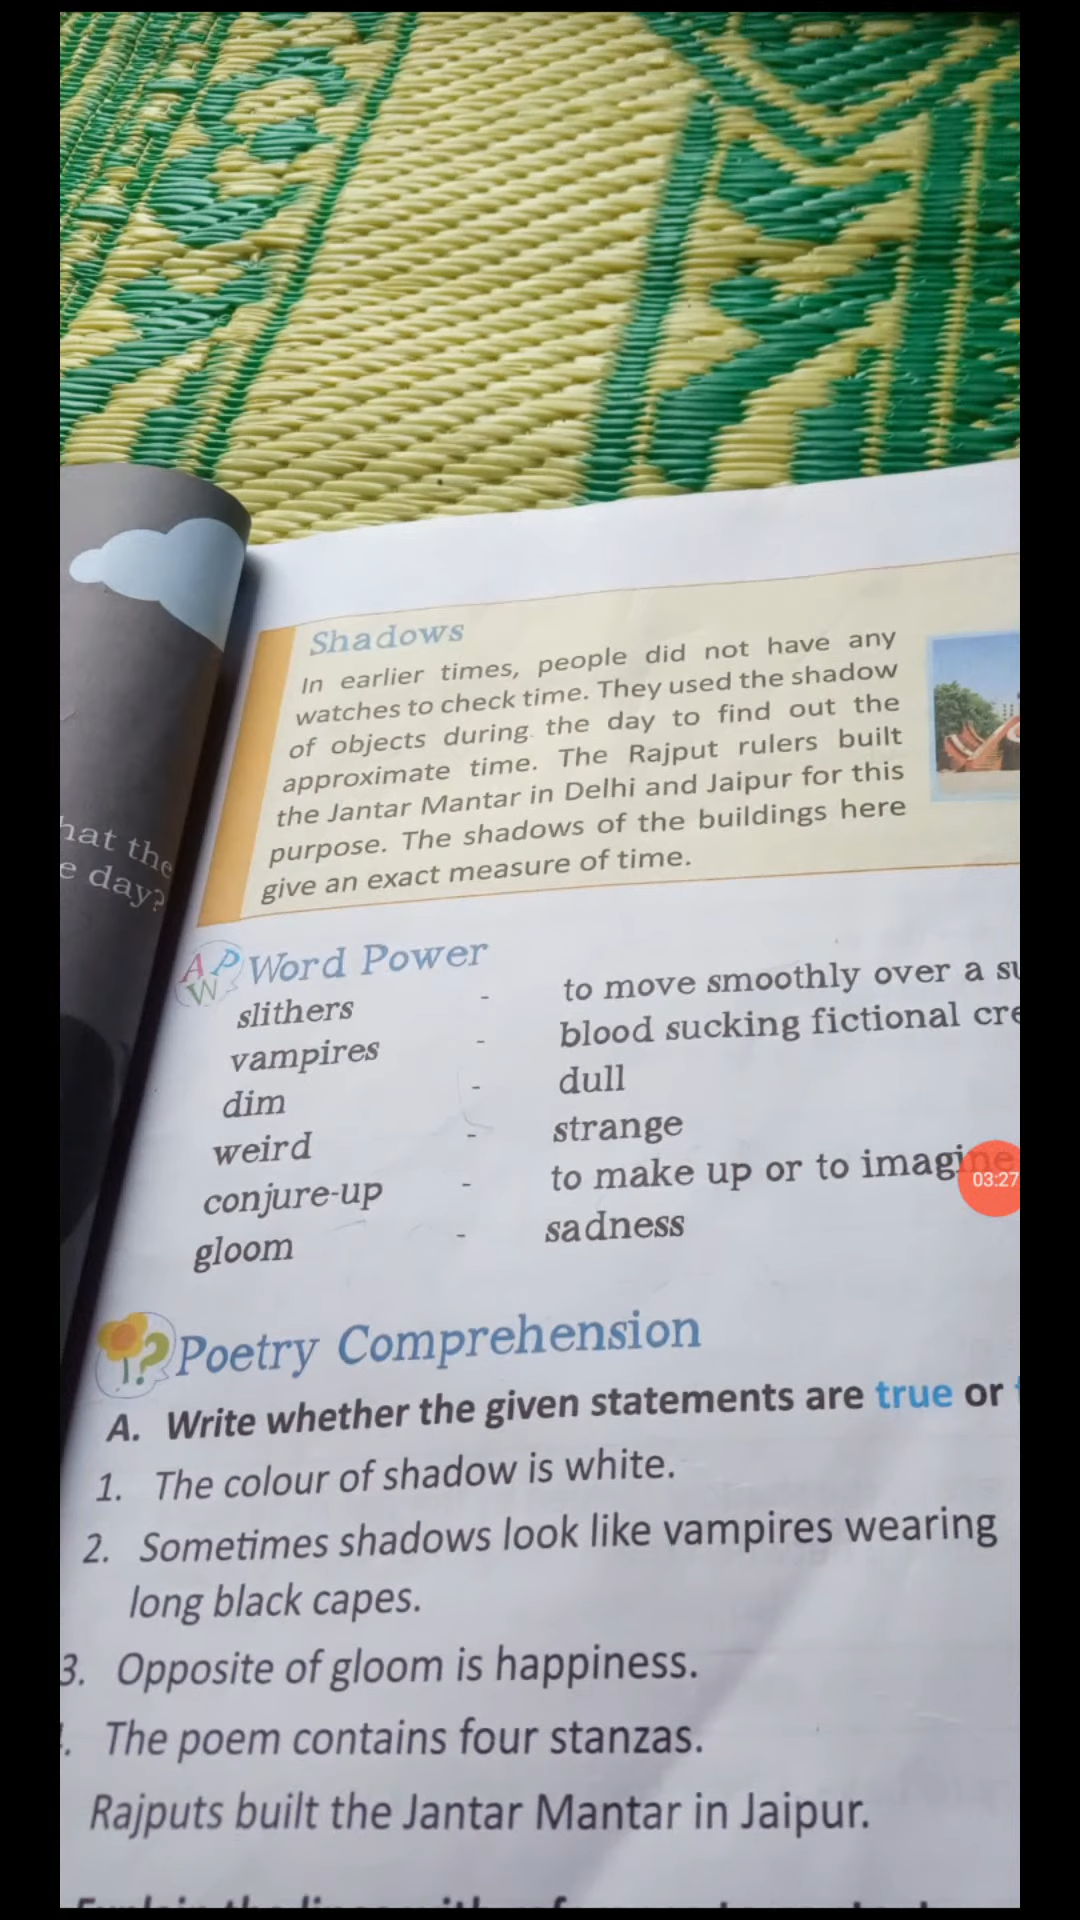 hat the
e day?
Shadows
In earlier times, people did not have any
watches to check time. They used the shadow
of objects during the day to find out the
approximate time. The Rajput rulers built
the Jantar Mantar in Delhi and Jaipur for this
purpose. The shadows of the buildings here
give an exact measure of time.
A P W Word Power
slithers - to move smoothly over a su
vampires - blood sucking fictional cre
dim - dull
weird - strange
conjure-up - to make up or to imagine
gloom - sadness
03:27
? Poetry Comprehension
A. Write whether the given statements are true or
1. The colour of shadow is white.
2. Sometimes shadows look like vampires wearing
long black capes.
3. Opposite of gloom is happiness.
. The poem contains four stanzas.
Rajputs built the Jantar Mantar in Jaipur.